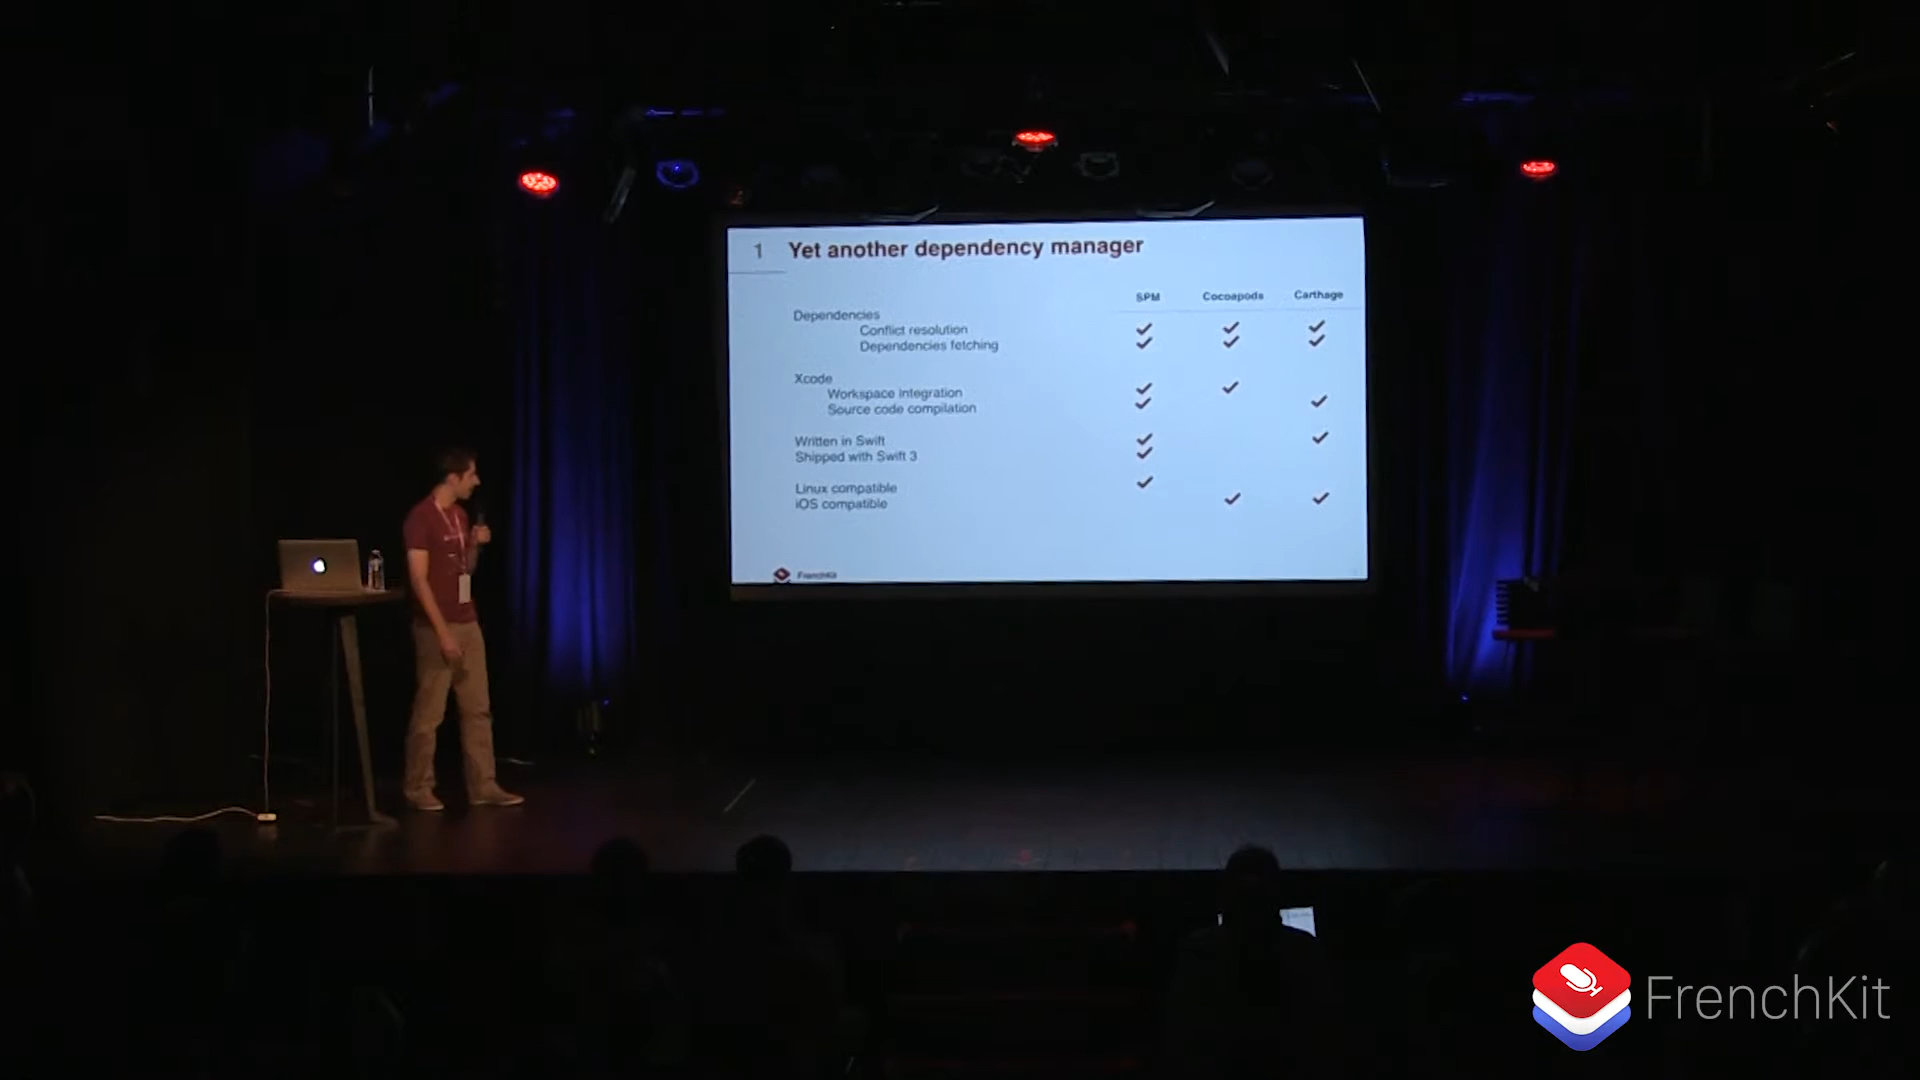 1 Yet another dependency manager
SPM Cocoapods Carthage
Dependencies
Conflict resolution ✓ ✓ ✓
Dependencies fetching ✓ ✓ ✓
Xcode
Workspace integration ✓ ✓
Source code compilation ✓ ✓
Written in Swift ✓ ✓
Shipped with Swift 3 ✓
Linux compatible ✓
iOS compatible ✓ ✓
FrenchKit
FrenchKit